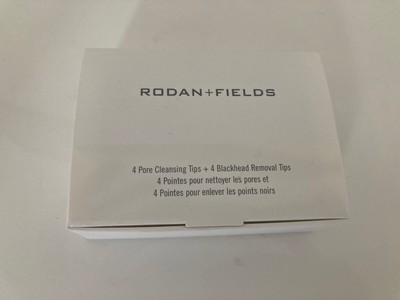 RODAN+FIELDS
4 Pore Cleansing Tips + 4 Blackhead Removal Tips
4 Pointes pour nettoyer les pores et
4 Pointes pour enlever les points noirs